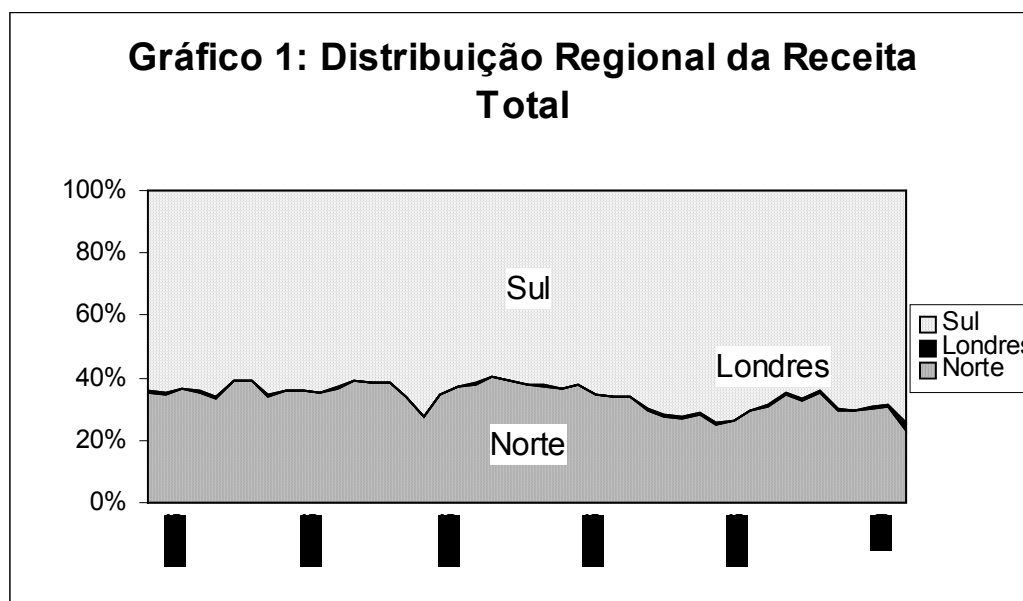 Gráfico 1: Distribuição Regional da Receita
Total
100%
80%
60%
40%
20%
0%
Sul
Londres
Norte
Sul
Londres
Norte